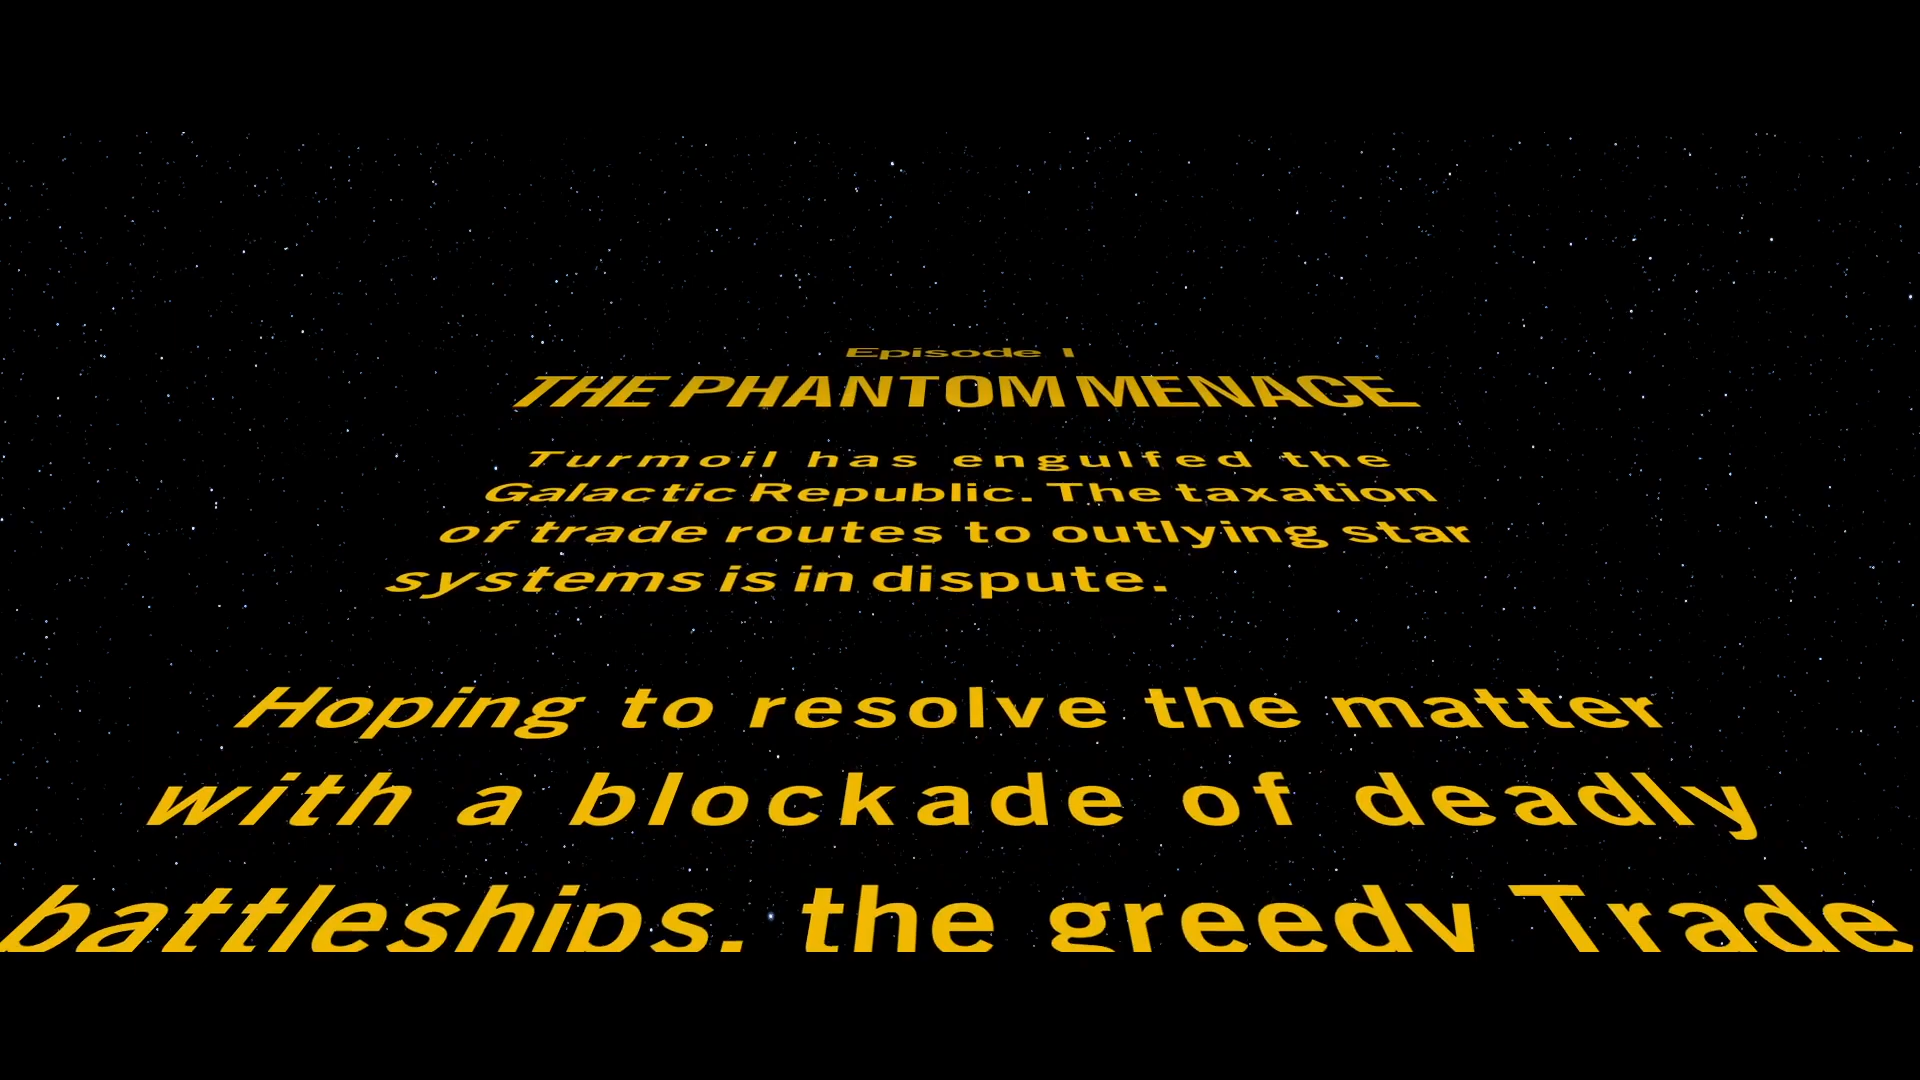 Episode I
THE PHANTOM MENACE
Turmoil has engulfed the
Galactic Republic. The taxation
of trade routes to outlying star
systems is in dispute.
Hoping to resolve the matter
with a blockade of deadly
battleships, the greedy Trade